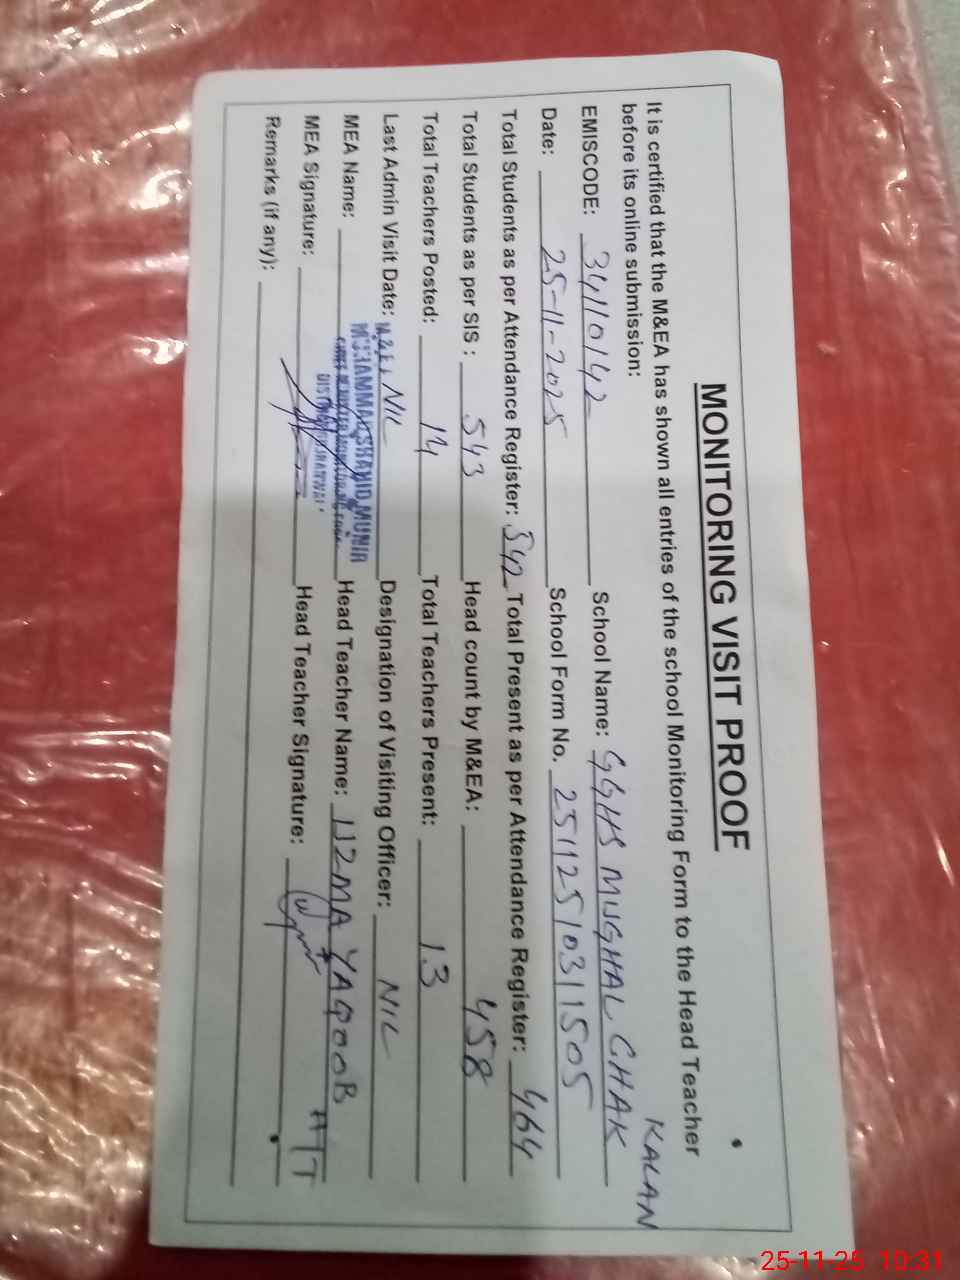 MONITORING VISIT PROOF
KALAN
It is certified that the M&EA has shown all entries of the school Monitoring Form to the Head Teacher
before its online submission:
EMISCODE: 34110142 School Name: GGHS MUGHAL CHAK
Date: 25-11-2025 School Form No. 25112510311505
Total Students as per Attendance Register: 542 Total Present as per Attendance Register: 464
Total Students as per SIS : 543 Head count by M&EA: 458
Total Teachers Posted: 14 Total Teachers Present: 13
Last Admin Visit Date: NIL Designation of Visiting Officer: NIL
MUHAMMAD SHAHID MUNIR
MEA Name: Head Teacher Name: UZMA YAQOOB
MEA Signature: Head Teacher Signature:
Remarks (if any):
25-11-25 10:31